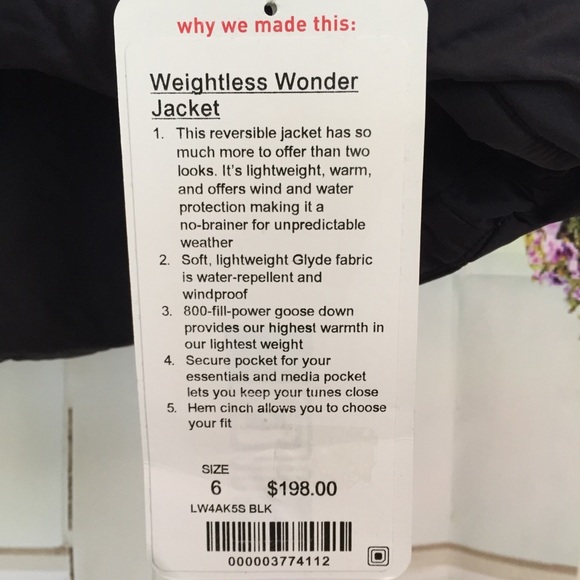 why we made this:
Weightless Wonder
Jacket
1. This reversible jacket has so
much more to offer than two
looks. It's lightweight, warm,
and offers wind and water
protection making it a
no-brainer for unpredictable
weather
2. Soft, lightweight Glyde fabric
is water-repellent and
windproof
3. 800-fill-power goose down
provides our highest warmth in
our lightest weight
4. Secure pocket for your
essentials and media pocket
lets you keep your tunes close
5. Hem cinch allows you to choose
your fit
SIZE
6 $198.00
LW4AK5S BLK
000003774112